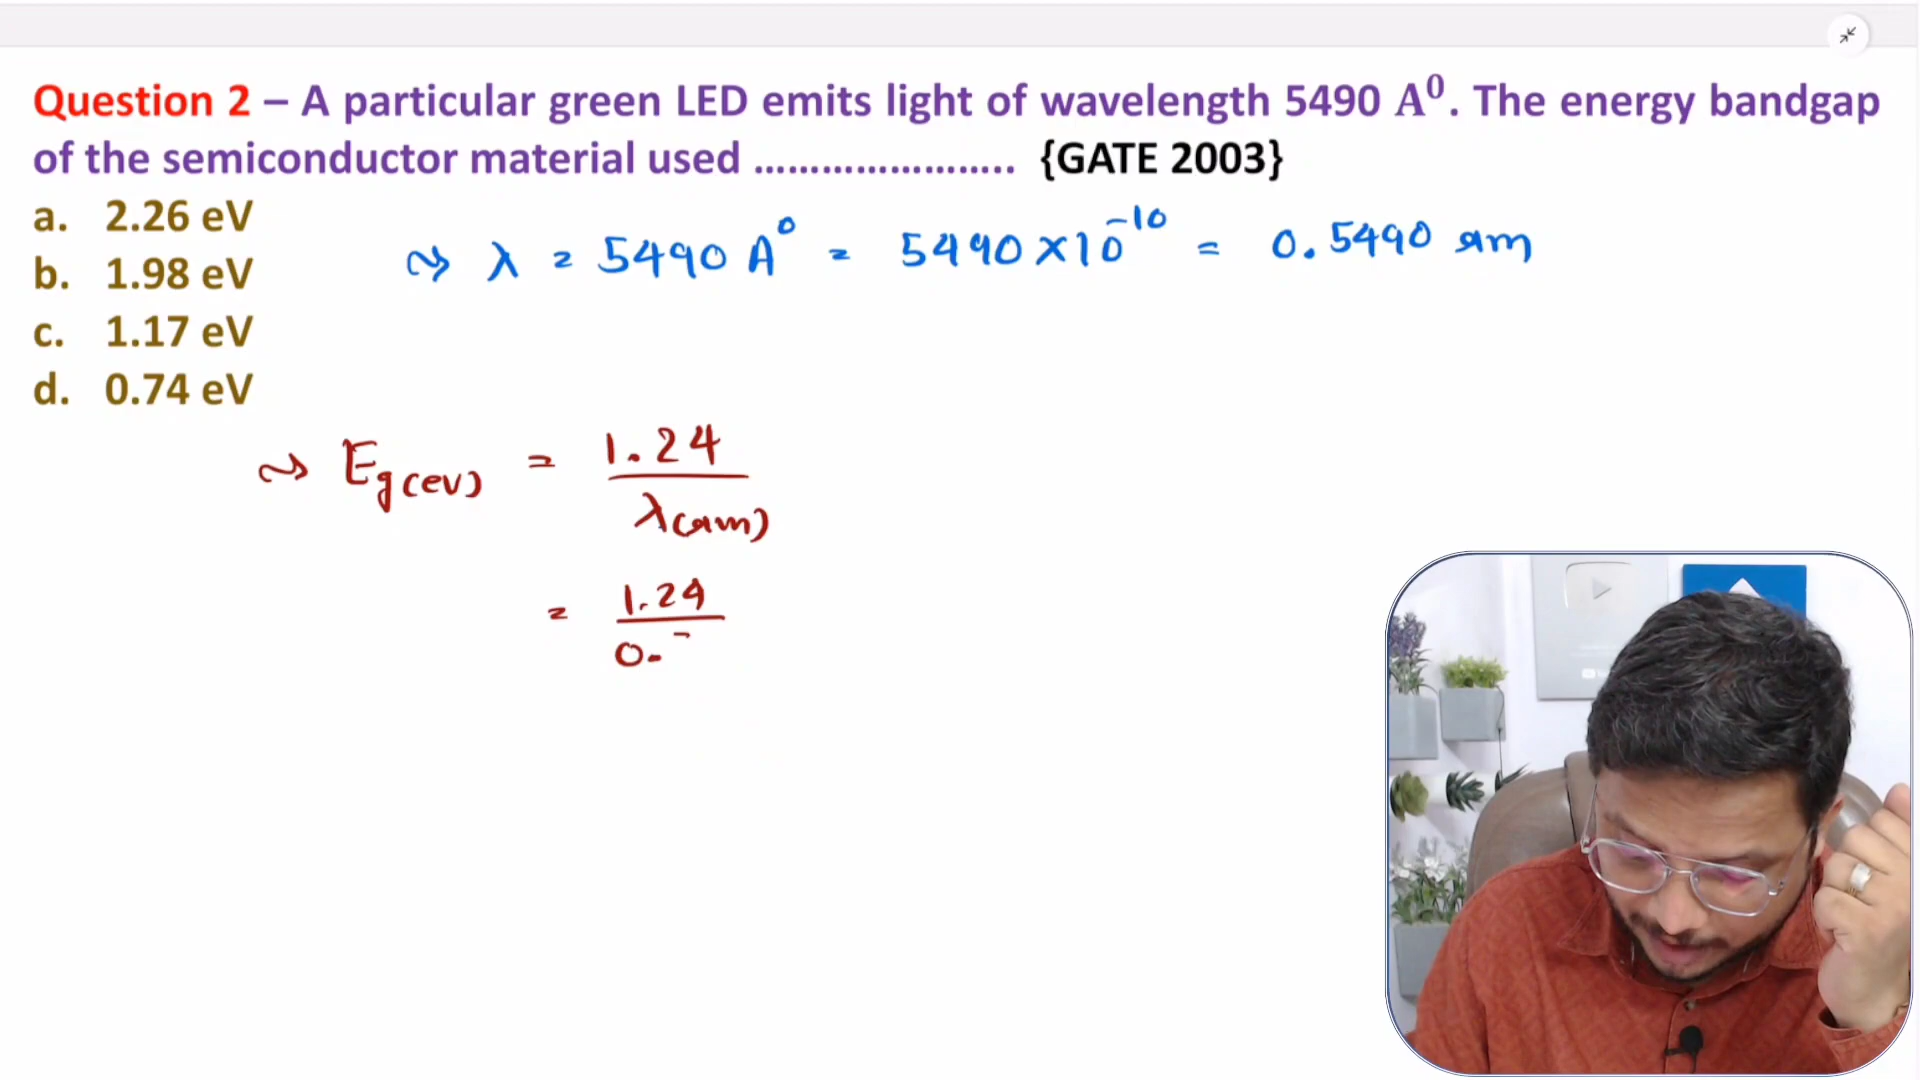 Question 2 – A particular green LED emits light of wavelength 5490 A⁰. The energy bandgap
of the semiconductor material used ........................ {GATE 2003}
a. 2.26 eV
b. 1.98 eV
c. 1.17 eV
d. 0.74 eV
λ = 5490 A⁰ = 5490 × 10⁻¹⁰ = 0.5490 μm
E_g(ev) = 1.24 / λ(μm)
= 1.24 / 0.